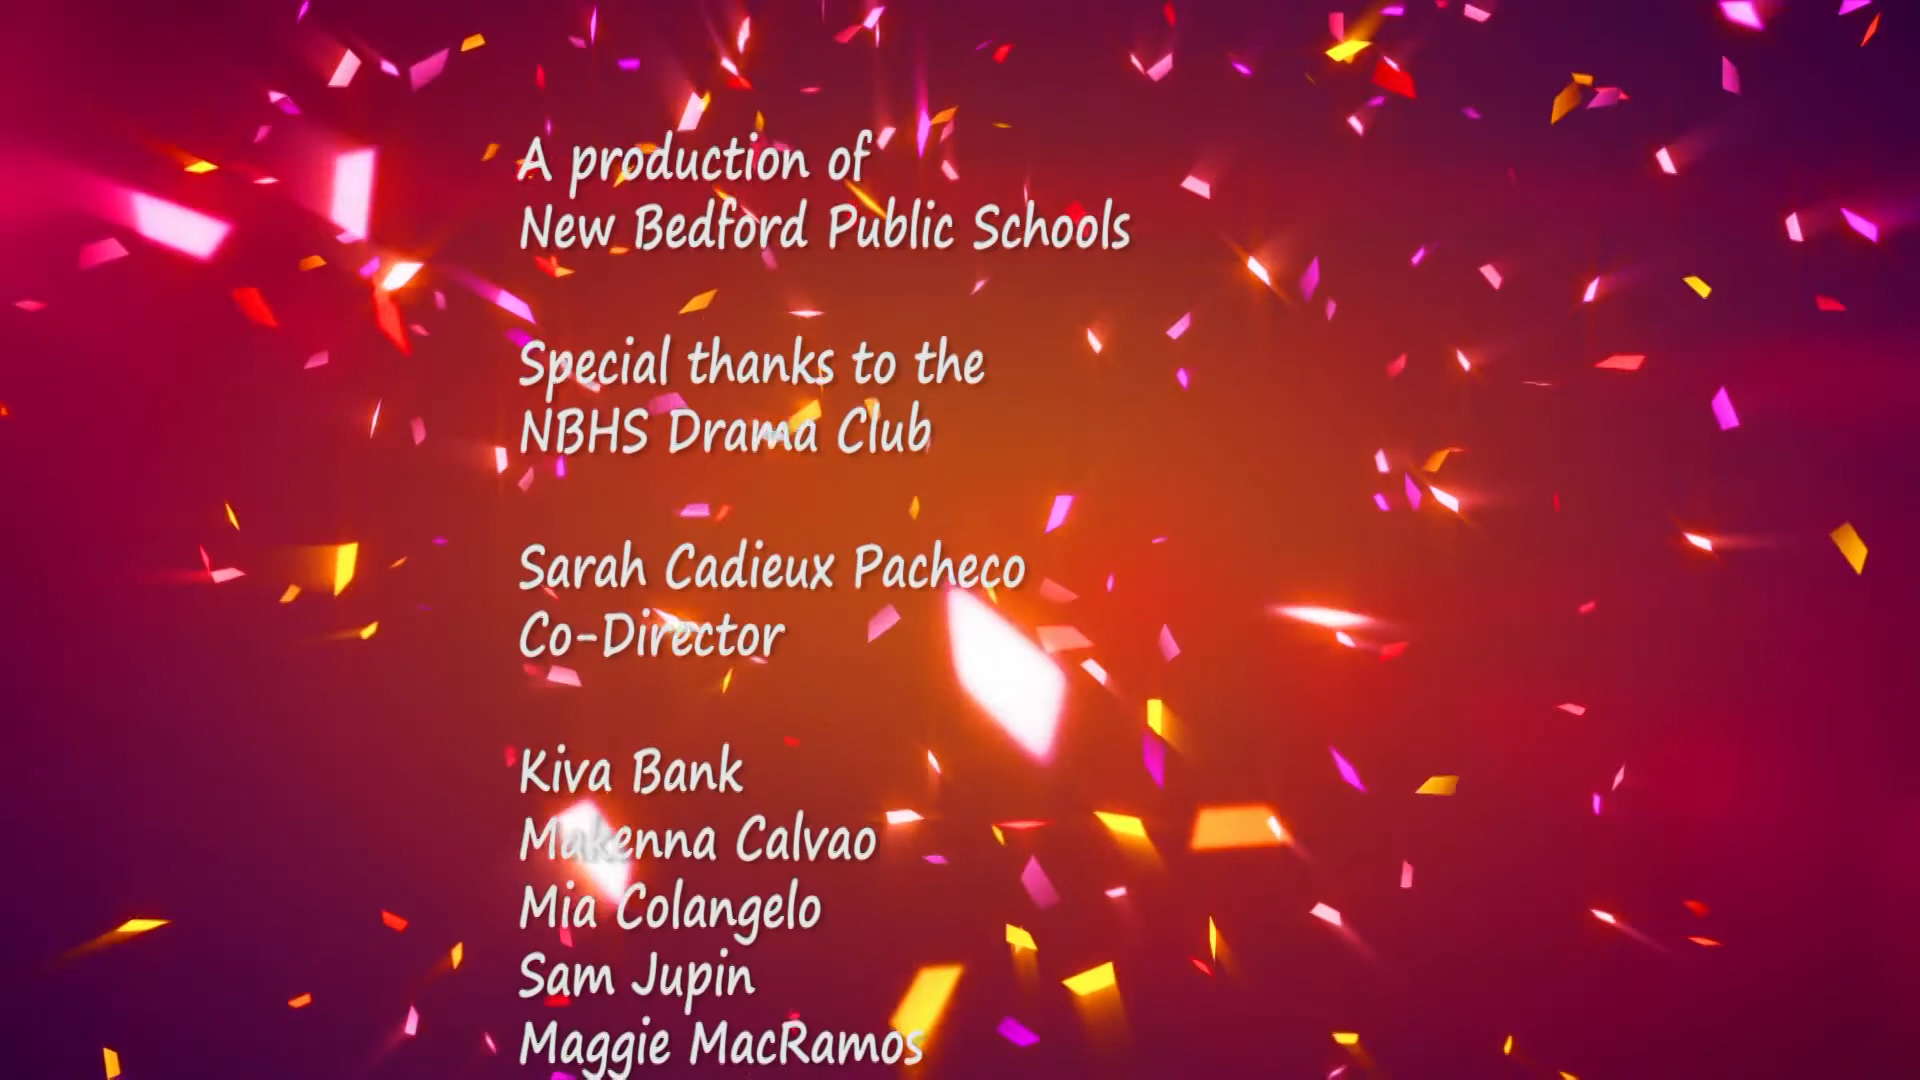 A production of
New Bedford Public Schools
Special thanks to the
NBHS Drama Club
Sarah Cadieux Pacheco
Co-Director
Kiva Bank
Makenna Calvao
Mia Colangelo
Sam Jupin
Maggie MacRamos